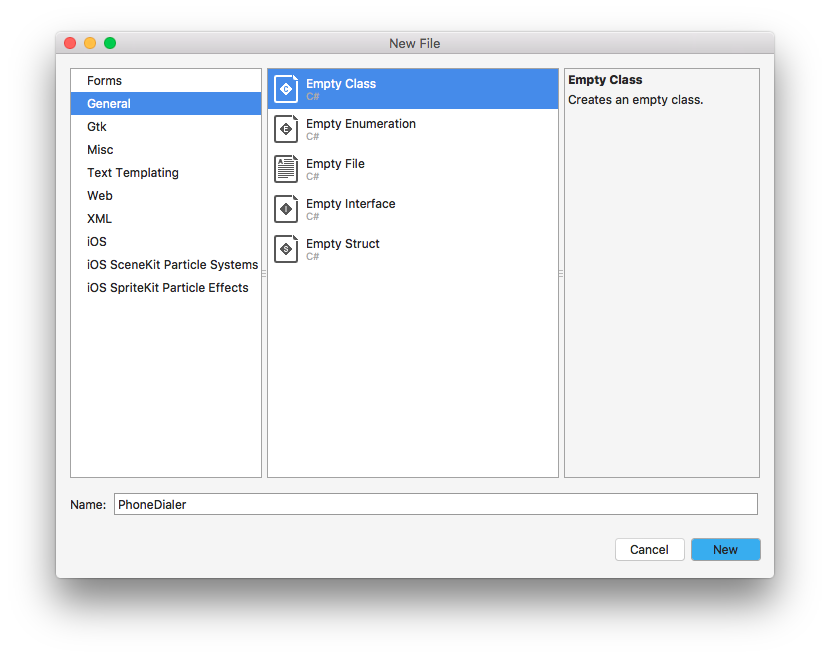 New File
Forms
General
Gtk
Misc
Text Templating
Web
XML
iOS
iOS SceneKit Particle Systems
iOS SpriteKit Particle Effects
Empty Class
C#
Empty Enumeration
C#
Empty File
C#
Empty Interface
C#
Empty Struct
C#
Empty Class
Creates an empty class.
Name: PhoneDialer
Cancel
New